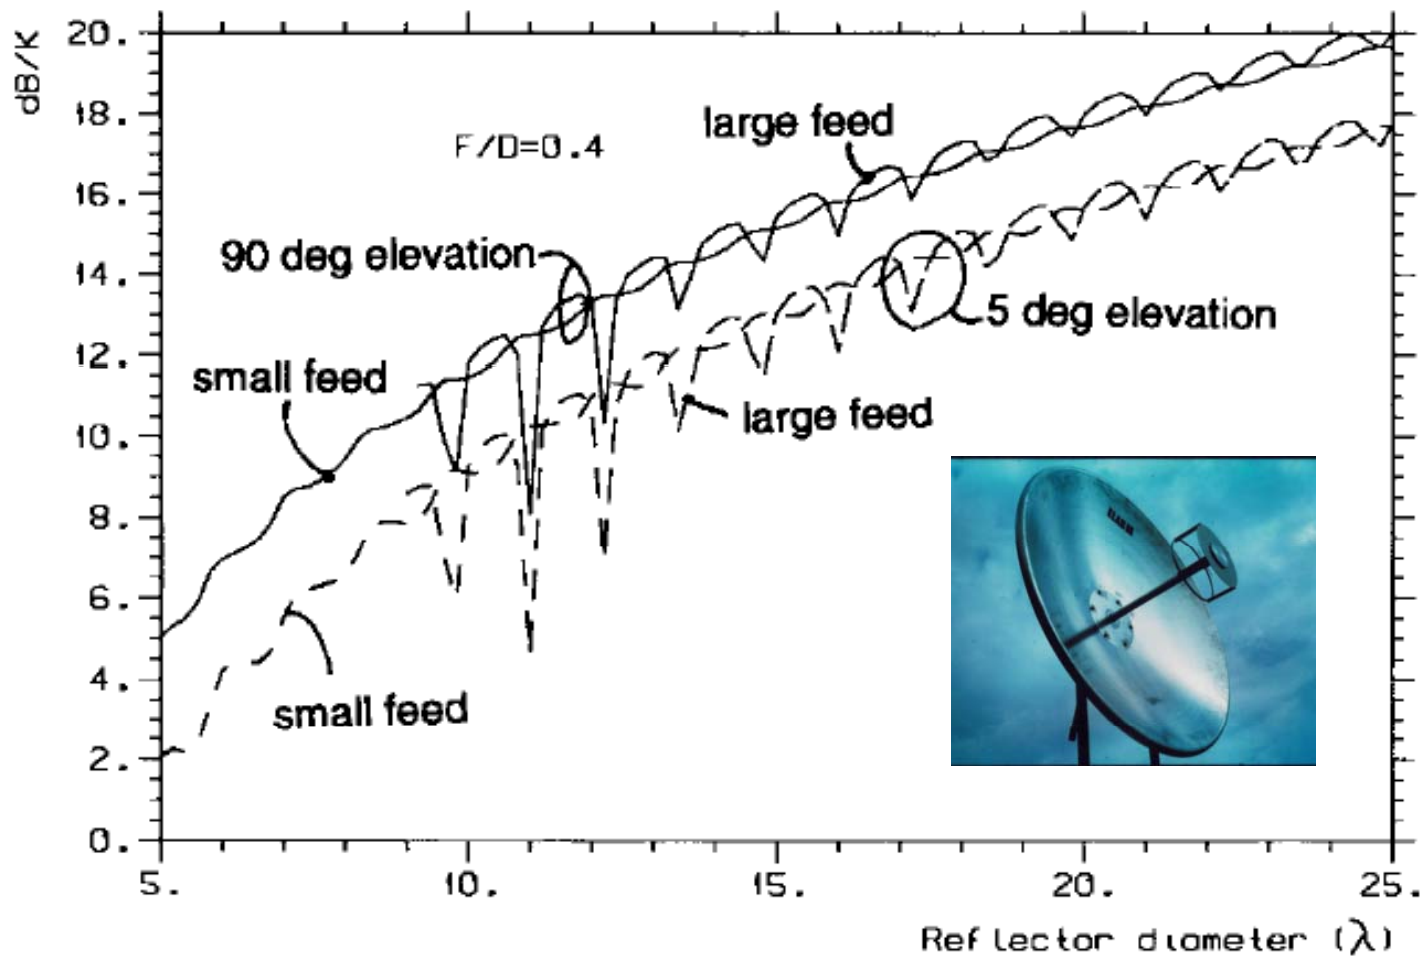 dB/K
20.
18.
16.
14.
12.
10.
8.
6.
4.
2.
0.
F/D=0.4
large feed
90 deg elevation
small feed
5 deg elevation
large feed
small feed
5.
10.
15.
20.
25.
Reflector diameter (λ)